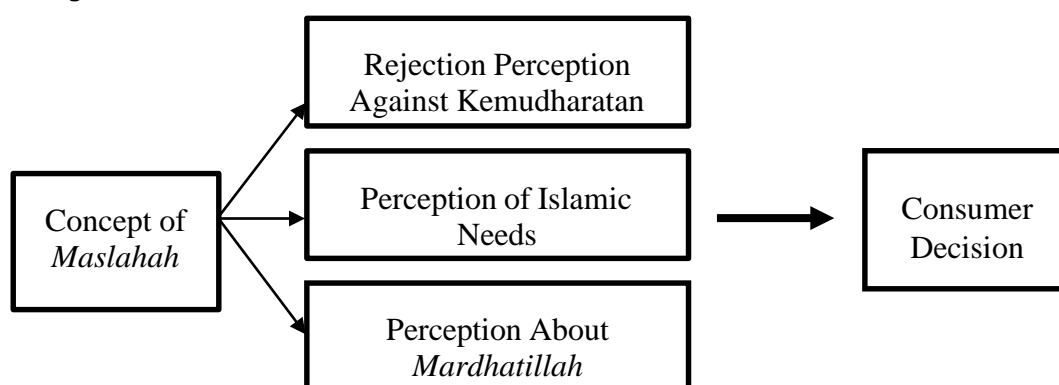 Rejection Perception
Against Kemudharatan
Concept of
Maslahah
Perception of Islamic
Needs
Perception About
Mardhatillah
Consumer
Decision